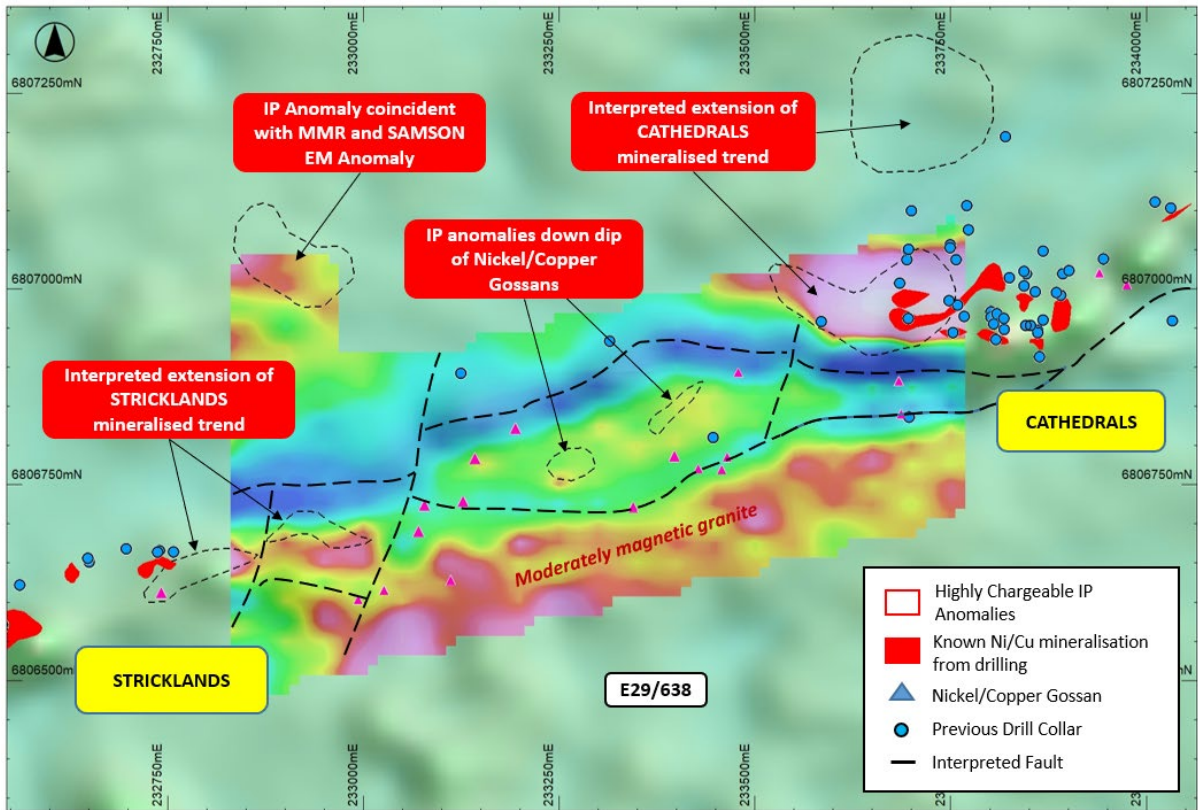 232750mE
233000mE
233250mE
233500mE
233750mE
234000mE
6807250mN
6807250mN
IP Anomaly coincident
with MMR and SAMSON
EM Anomaly
Interpreted extension of
CATHEDRALS
mineralised trend
IP anomalies down dip
of Nickel/Copper
Gossans
6807000mN
6807000mN
Interpreted extension of
STRICKLANDS
mineralised trend
CATHEDRALS
6806750mN
6806750mN
Moderately magnetic granite
Highly Chargeable IP
Anomalies
Known Ni/Cu mineralisation
from drilling
Nickel/Copper Gossan
Previous Drill Collar
Interpreted Fault
STRICKLANDS
E29/638
6806500mN
6806500mN
232750mE
233000mE
233250mE
233500mE
233750mE
234000mE